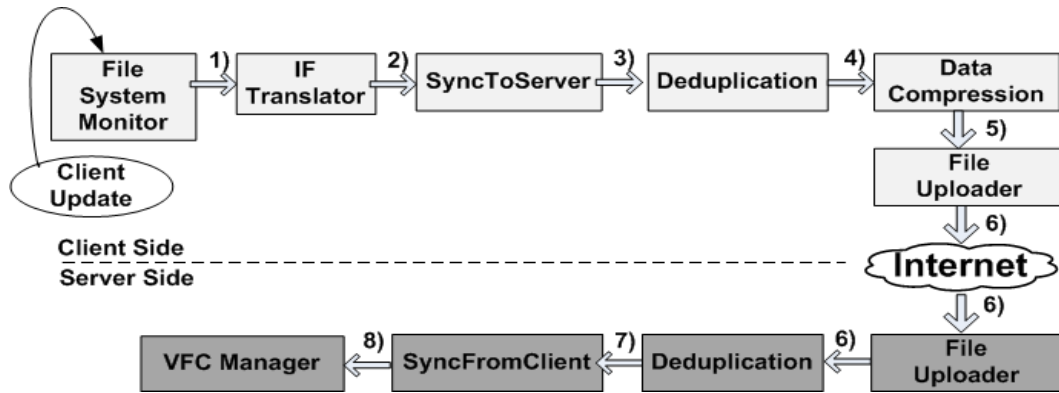 File
System
Monitor
1)
IF
Translator
2)
SyncToServer
3)
Deduplication
4)
Data
Compression
5)
Client
Update
File
Uploader
6)
Client Side
Server Side
Internet
6)
File
Uploader
6)
Deduplication
7)
SyncFromClient
8)
VFC Manager